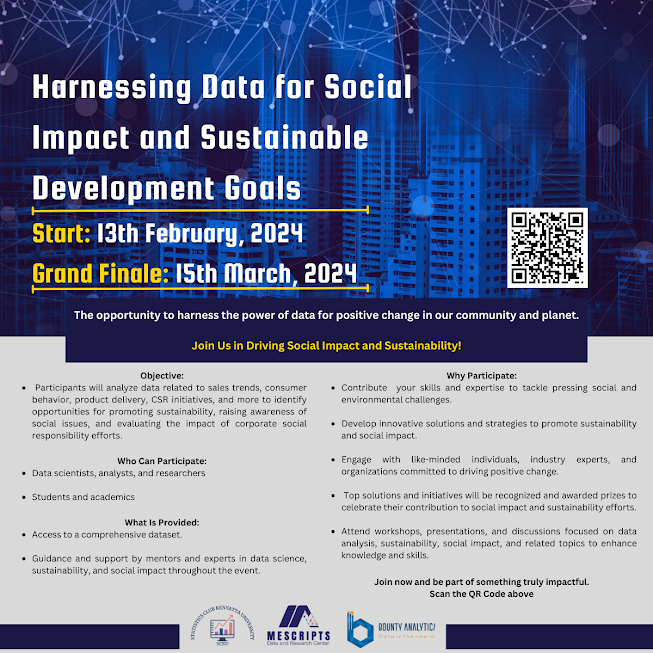 Harnessing Data for Social
Impact and Sustainable
Development Goals
Start: 13th February, 2024
Grand Finale: 15th March, 2024
The opportunity to harness the power of data for positive change in our community and planet.
Join Us in Driving Social Impact and Sustainability!
Objective:
• Participants will analyze data related to sales trends, consumer
behavior, product delivery, CSR initiatives, and more to identify
opportunities for promoting sustainability, raising awareness of
social issues, and evaluating the impact of corporate social
responsibility efforts.
Who Can Participate:
• Data scientists, analysts, and researchers
• Students and academics
What Is Provided:
• Access to a comprehensive dataset.
• Guidance and support by mentors and experts in data science,
sustainability, and social impact throughout the event.
Why Participate:
• Contribute your skills and expertise to tackle pressing social and
environmental challenges.
• Develop innovative solutions and strategies to promote sustainability
and social impact.
• Engage with like-minded individuals, industry experts, and
organizations committed to driving positive change.
• Top solutions and initiatives will be recognized and awarded prizes to
celebrate their contribution to social impact and sustainability efforts.
• Attend workshops, presentations, and discussions focused on data
analysis, sustainability, social impact, and related topics to enhance
knowledge and skills.
Join now and be part of something truly impactful.
Scan the QR Code above
STATISTICS CLUB KENYATTA UNIVERSITY
MESCRIPTS
Data and Research Center
BOUNTY ANALYTICS
Data is the new oil